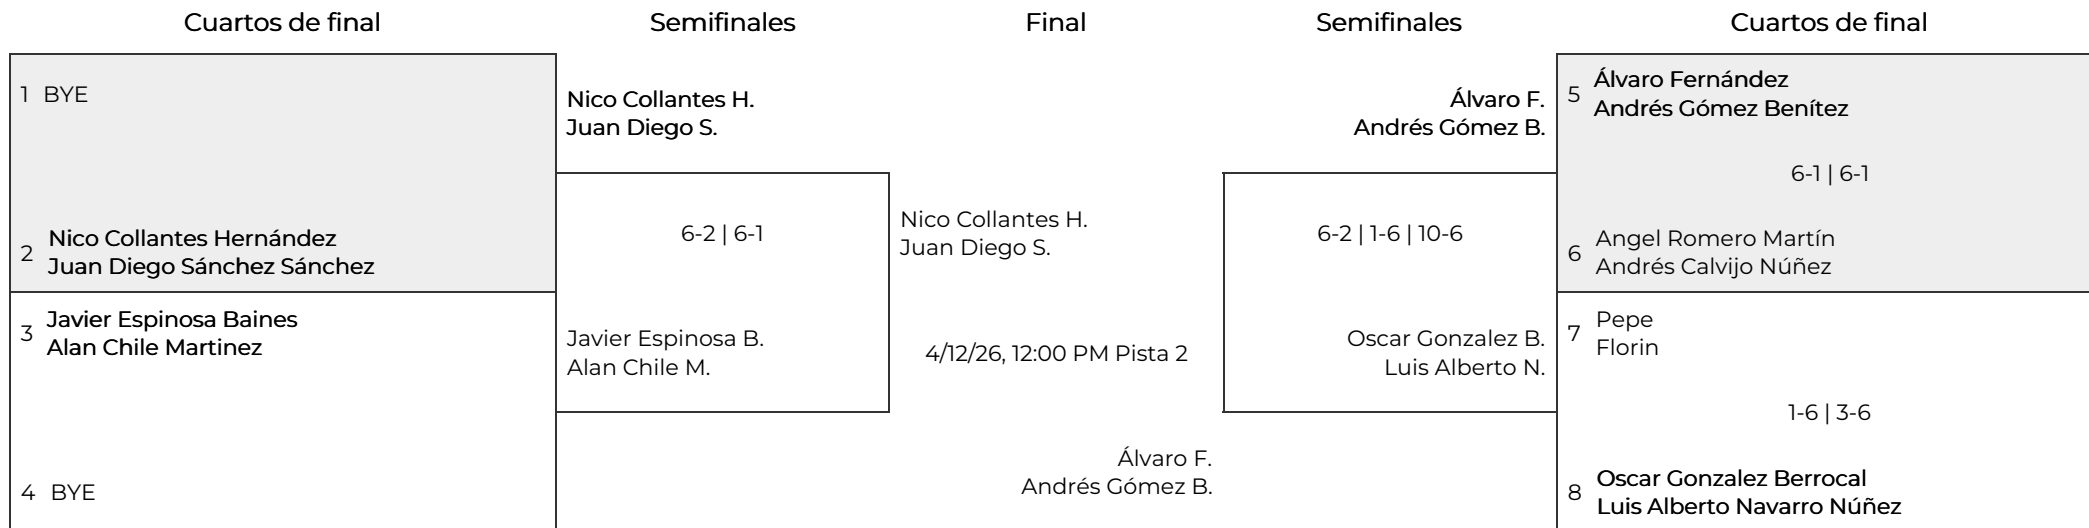 Cuartos de final
Semifinales
Final
Semifinales
Cuartos de final
1 BYE
2 Nico Collantes Hernández
Juan Diego Sánchez Sánchez
3 Javier Espinosa Baines
Alan Chile Martinez
4 BYE
Nico Collantes H.
Juan Diego S.
6-2 | 6-1
Javier Espinosa B.
Alan Chile M.
Nico Collantes H.
Juan Diego S.
4/12/26, 12:00 PM Pista 2
Álvaro F.
Andrés Gómez B.
Álvaro F.
Andrés Gómez B.
6-2 | 1-6 | 10-6
Oscar Gonzalez B.
Luis Alberto N.
5 Álvaro Fernández
Andrés Gómez Benítez
6-1 | 6-1
6 Angel Romero Martín
Andrés Calvijo Núñez
7 Pepe
Florin
1-6 | 3-6
8 Oscar Gonzalez Berrocal
Luis Alberto Navarro Núñez